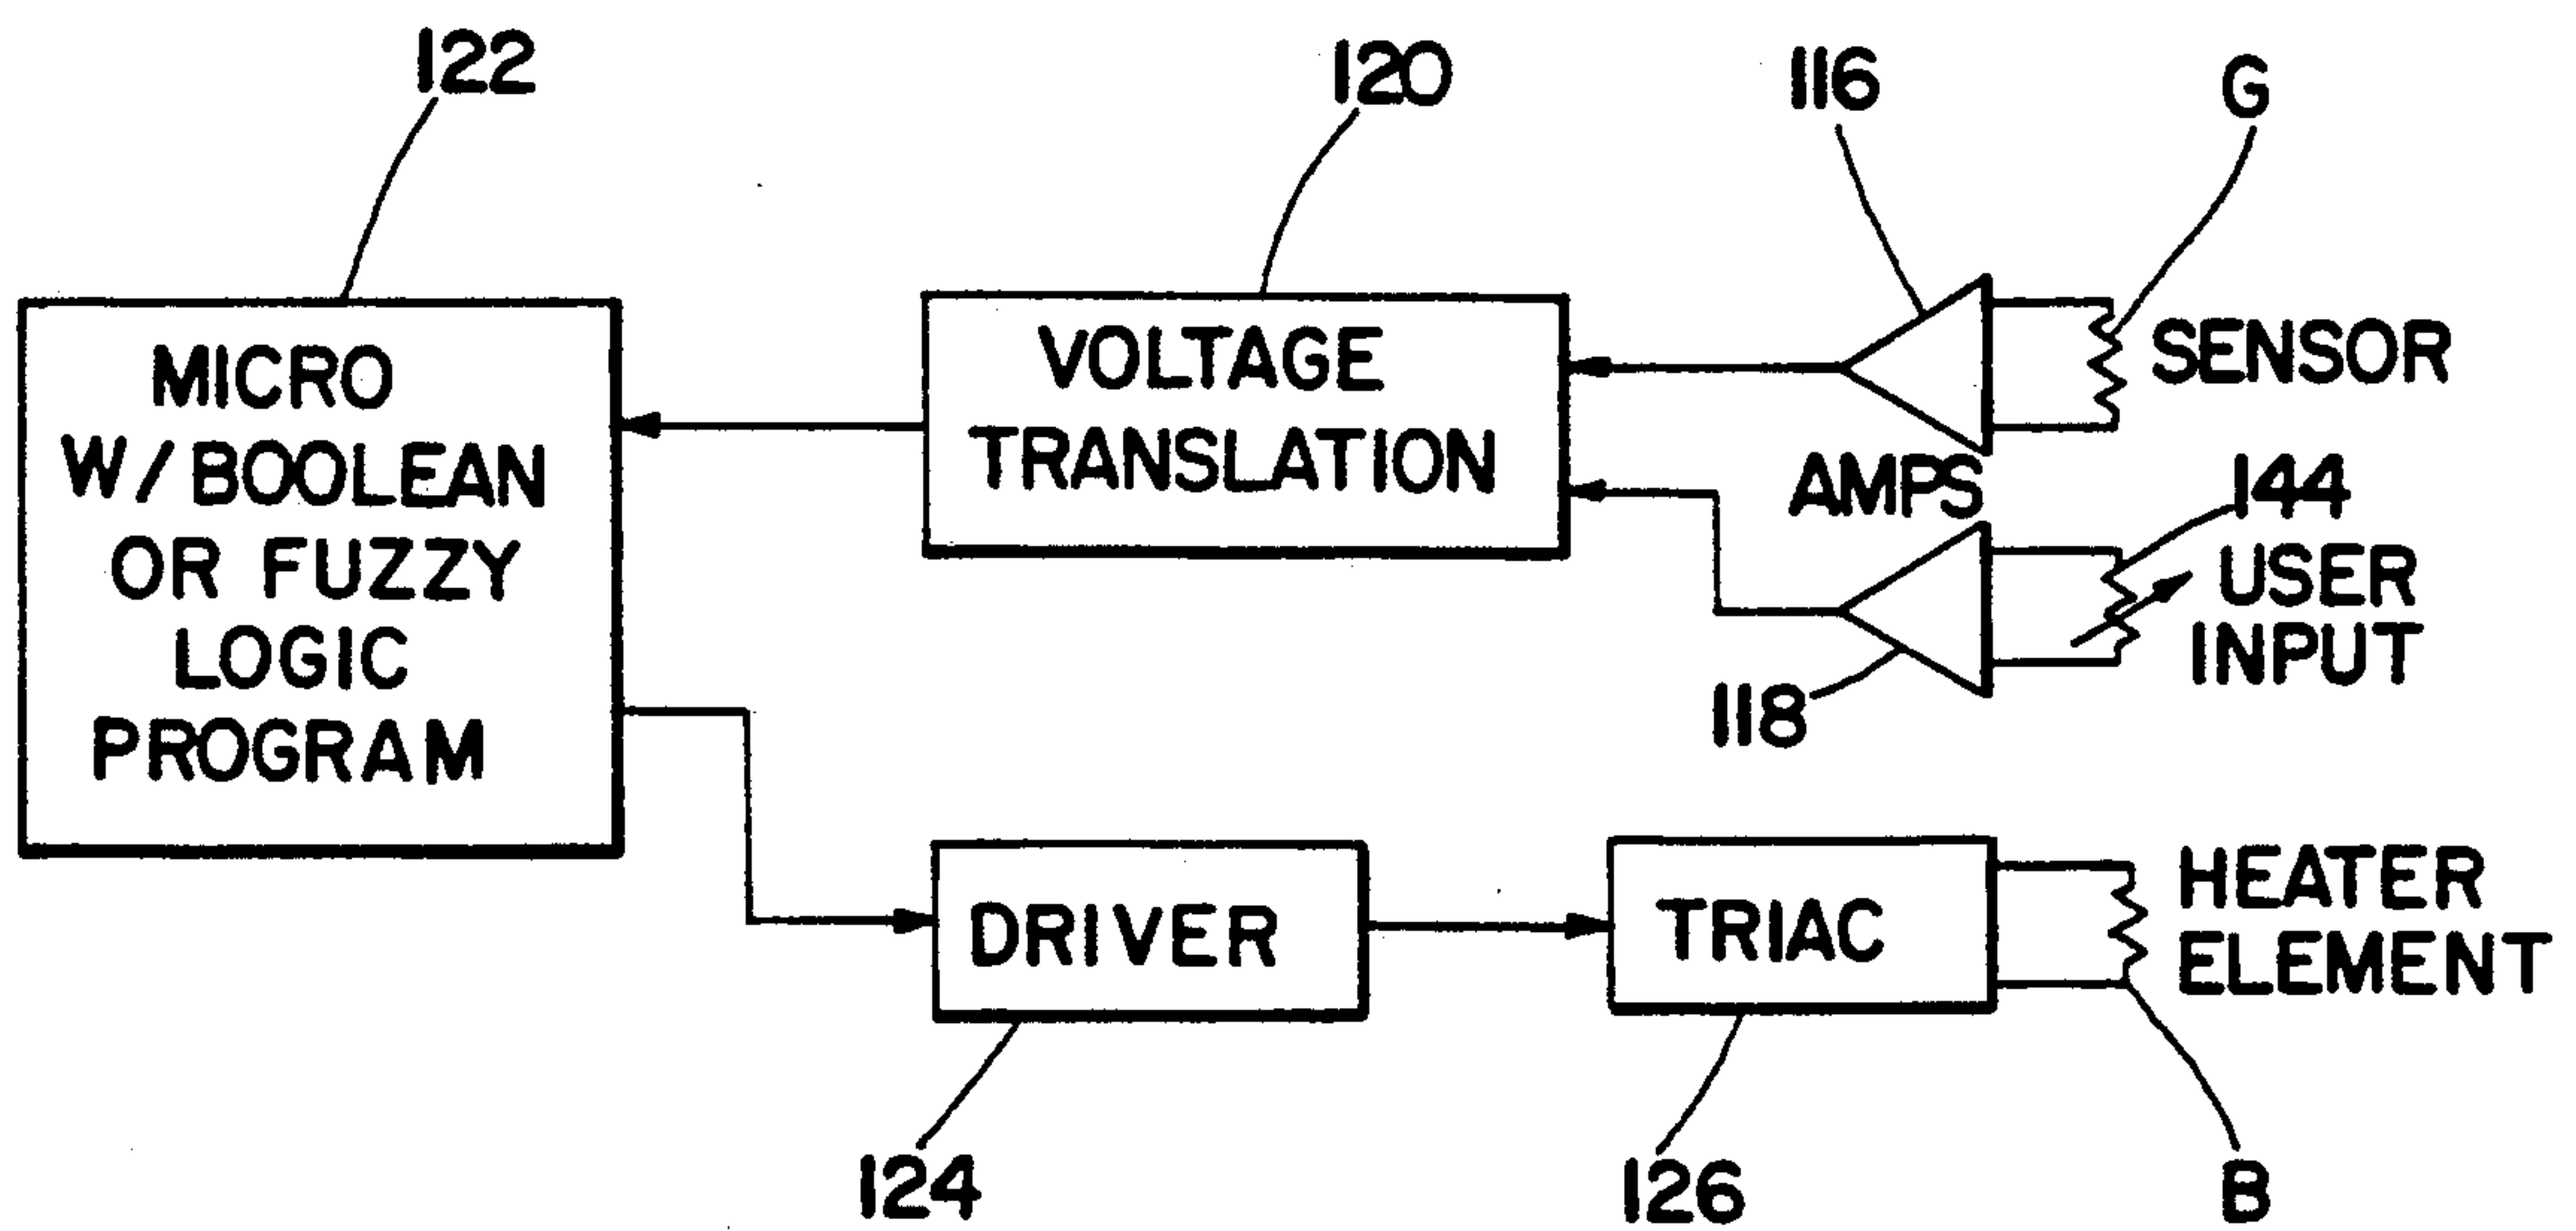 122
120
116
G
MICRO
W/BOOLEAN
OR FUZZY
LOGIC
PROGRAM
VOLTAGE
TRANSLATION
SENSOR
AMPS
144
USER
INPUT
118
DRIVER
TRIAC
HEATER
ELEMENT
124
126
B